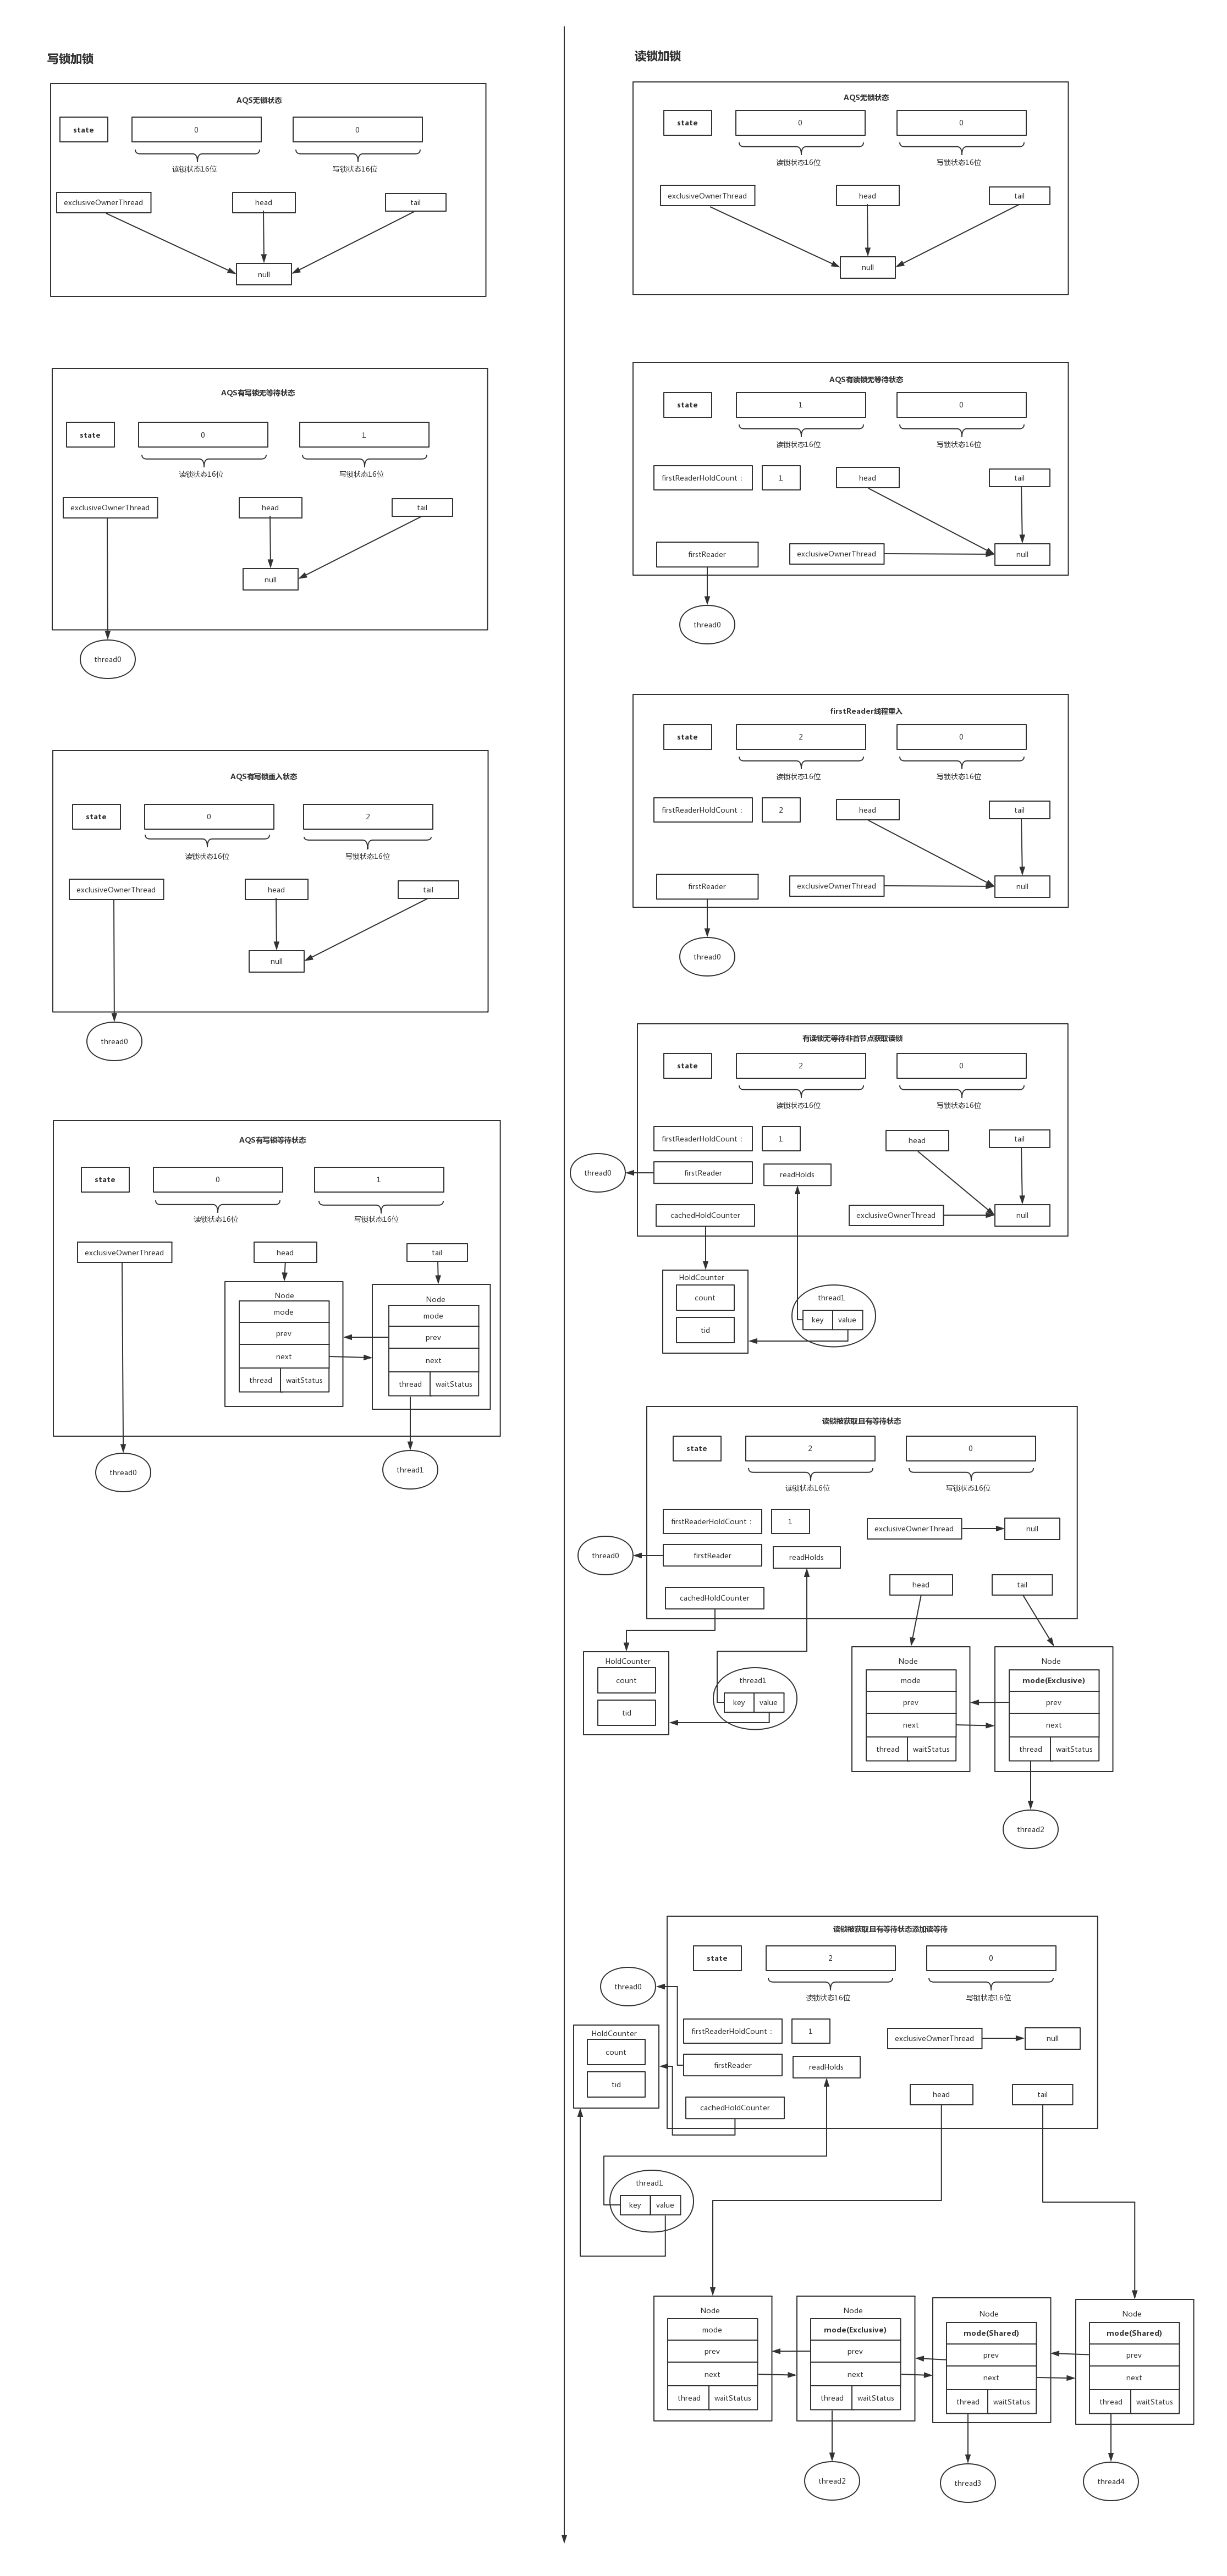 写锁加锁
AQS无锁状态
state
0
0
读锁状态16位
写锁状态16位
exclusiveOwnerThread
head
tail
null
AQS有写锁无等待状态
state
0
1
读锁状态16位
写锁状态16位
exclusiveOwnerThread
head
tail
null
thread0
AQS有写锁重入状态
state
0
2
读锁状态16位
写锁状态16位
exclusiveOwnerThread
head
tail
null
thread0
AQS有写锁等待状态
state
0
1
读锁状态16位
写锁状态16位
exclusiveOwnerThread
head
tail
Node
mode
prev
next
thread
waitStatus
Node
mode
prev
next
thread
waitStatus
thread0
thread1
读锁加锁
AQS无锁状态
state
0
0
读锁状态16位
写锁状态16位
exclusiveOwnerThread
head
tail
null
AQS有读锁无等待状态
state
1
0
读锁状态16位
写锁状态16位
firstReaderHoldCount：
1
head
tail
firstReader
exclusiveOwnerThread
null
thread0
firstReader线程重入
state
2
0
读锁状态16位
写锁状态16位
firstReaderHoldCount：
2
head
tail
firstReader
exclusiveOwnerThread
null
thread0
有读锁无等待非首节点获取读锁
state
2
0
读锁状态16位
写锁状态16位
firstReaderHoldCount：
1
head
tail
thread0
firstReader
readHolds
cachedHoldCounter
exclusiveOwnerThread
null
HoldCounter
count
tid
thread1
key
value
读锁被获取且有等待状态
state
2
0
读锁状态16位
写锁状态16位
firstReaderHoldCount：
1
exclusiveOwnerThread
null
thread0
firstReader
readHolds
cachedHoldCounter
head
tail
HoldCounter
count
tid
thread1
key
value
Node
mode
prev
next
thread
waitStatus
Node
mode(Exclusive)
prev
next
thread
waitStatus
thread2
读锁被获取且有等待状态添加读等待
state
2
0
读锁状态16位
写锁状态16位
thread0
firstReaderHoldCount：
1
exclusiveOwnerThread
null
HoldCounter
count
tid
firstReader
readHolds
cachedHoldCounter
head
tail
thread1
key
value
Node
mode
prev
next
thread
waitStatus
Node
mode(Exclusive)
prev
next
thread
waitStatus
Node
mode(Shared)
prev
next
thread
waitStatus
Node
mode(Shared)
prev
next
thread
waitStatus
thread2
thread3
thread4